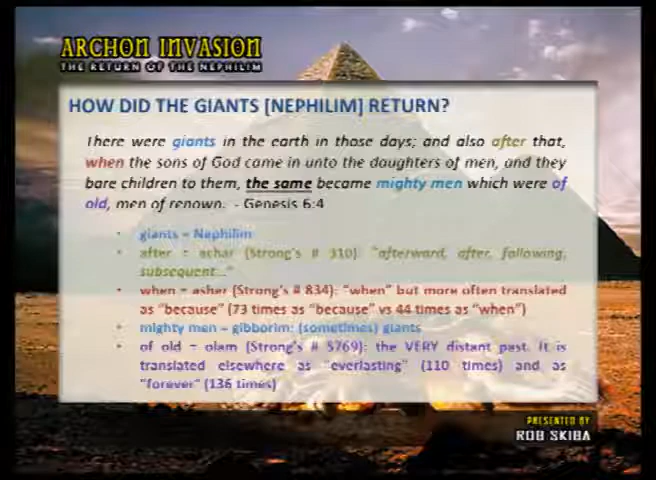 ARCHON INVASION
THE RETURN OF THE NEPHILIM
HOW DID THE GIANTS [NEPHILIM] RETURN?
There were giants in the earth in those days; and also after that,
when the sons of God came in unto the daughters of men, and they
bare children to them, the same became mighty men which were of
old, men of renown. - Genesis 6:4
• giants = Nephilim
• after = achar (Strong's # 310): "afterward, after, following,
subsequent..."
• when = asher (Strong's # 834): "when" but more often translated
as "because" (73 times as "because" vs 44 times as "when")
• mighty men = gibborim: (sometimes) giants
• of old = olam (Strong's # 5769): the VERY distant past. It is
translated elsewhere as "everlasting" (110 times) and as
"forever" (136 times)
PRESENTED BY
ROB SKIBA